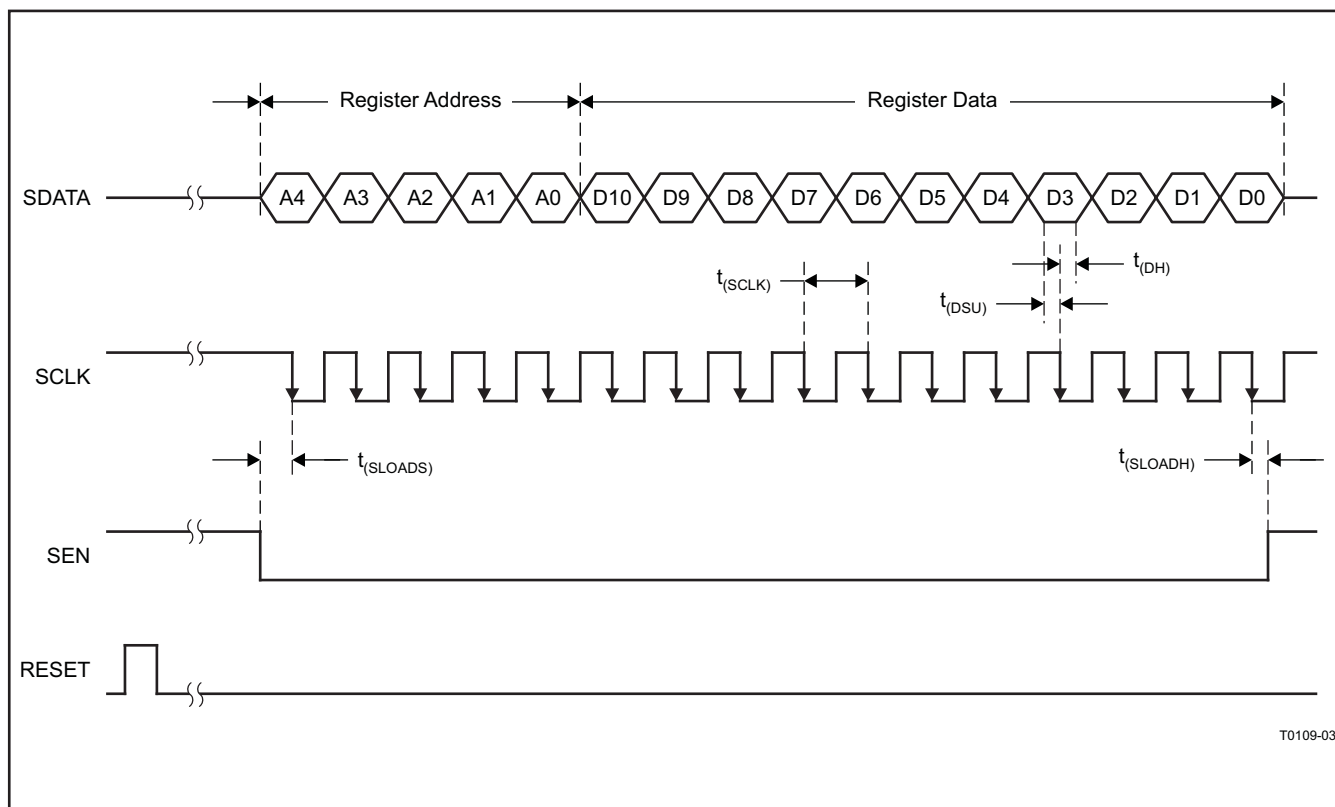 Register Address
Register Data
SDATA
A4 A3 A2 A1 A0 D10 D9 D8 D7 D6 D5 D4 D3 D2 D1 D0
t(SCLK)
t(DH)
t(DSU)
SCLK
t(SLOADS)
t(SLOADH)
SEN
RESET
T0109-03